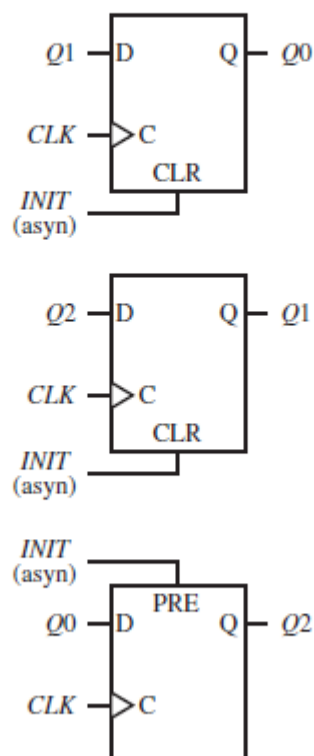 Q1 D Q Q0
CLK C
CLR
INIT
(asyn)
Q2 D Q Q1
CLK C
CLR
INIT
(asyn)
INIT
(asyn)
PRE
Q0 D Q Q2
CLK C